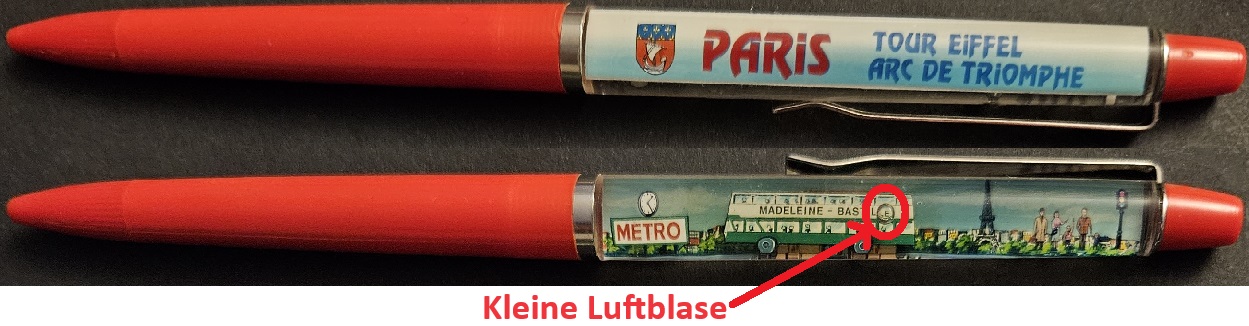 PARIS
TOUR EIFFEL
ARC DE TRIOMPHE
MADELEINE - BAS
METRO
Kleine Luftblase